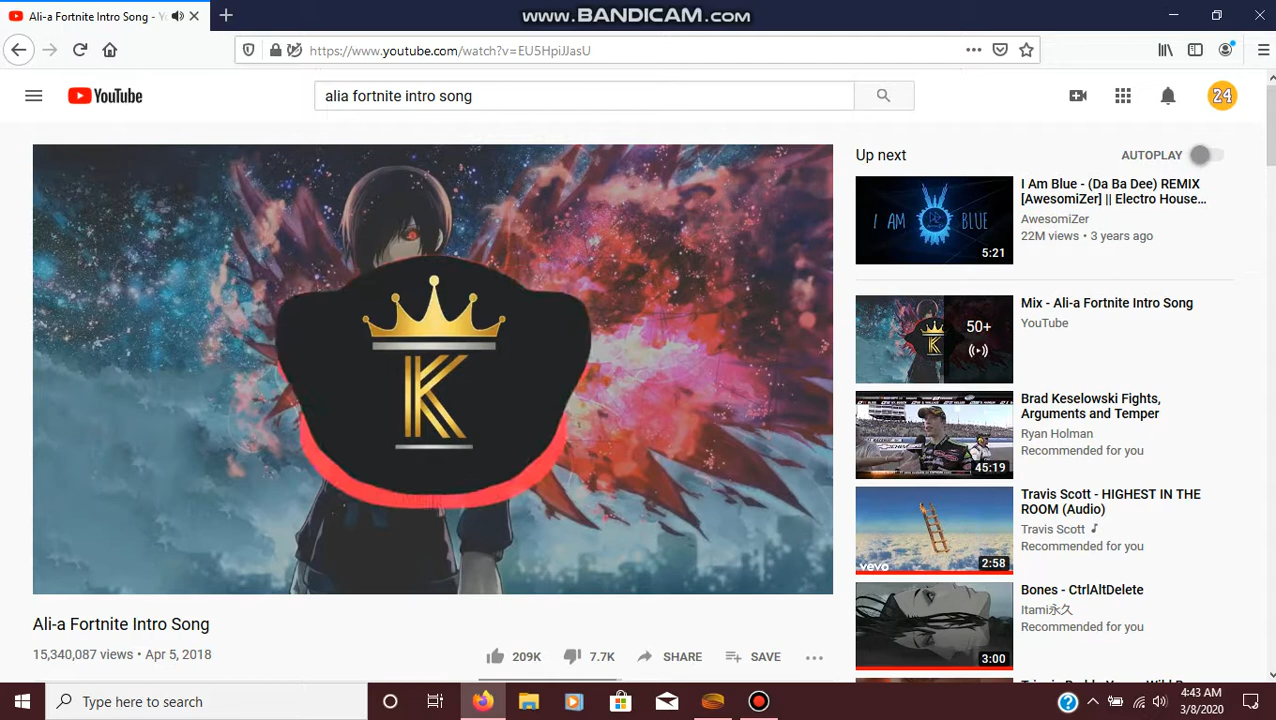 Ali-a Fortnite Intro Song - Yo
www.BANDICAM.com
https://www.youtube.com/watch?v=EU5HpiJJasU
YouTube
alia fortnite intro song
24
K
Ali-a Fortnite Intro Song
15,340,087 views • Apr 5, 2018
209K
7.7K
SHARE
SAVE
Up next
AUTOPLAY
I AM BLUE
5:21
I Am Blue - (Da Ba Dee) REMIX
[AwesomiZer] || Electro House...
AwesomiZer
22M views • 3 years ago
K
50+
Mix - Ali-a Fortnite Intro Song
YouTube
45:19
Brad Keselowski Fights,
Arguments and Temper
Ryan Holman
Recommended for you
vevo
2:58
Travis Scott - HIGHEST IN THE
ROOM (Audio)
Travis Scott
Recommended for you
3:00
Bones - CtrlAltDelete
Itami永久
Recommended for you
Type here to search
4:43 AM
3/8/2020